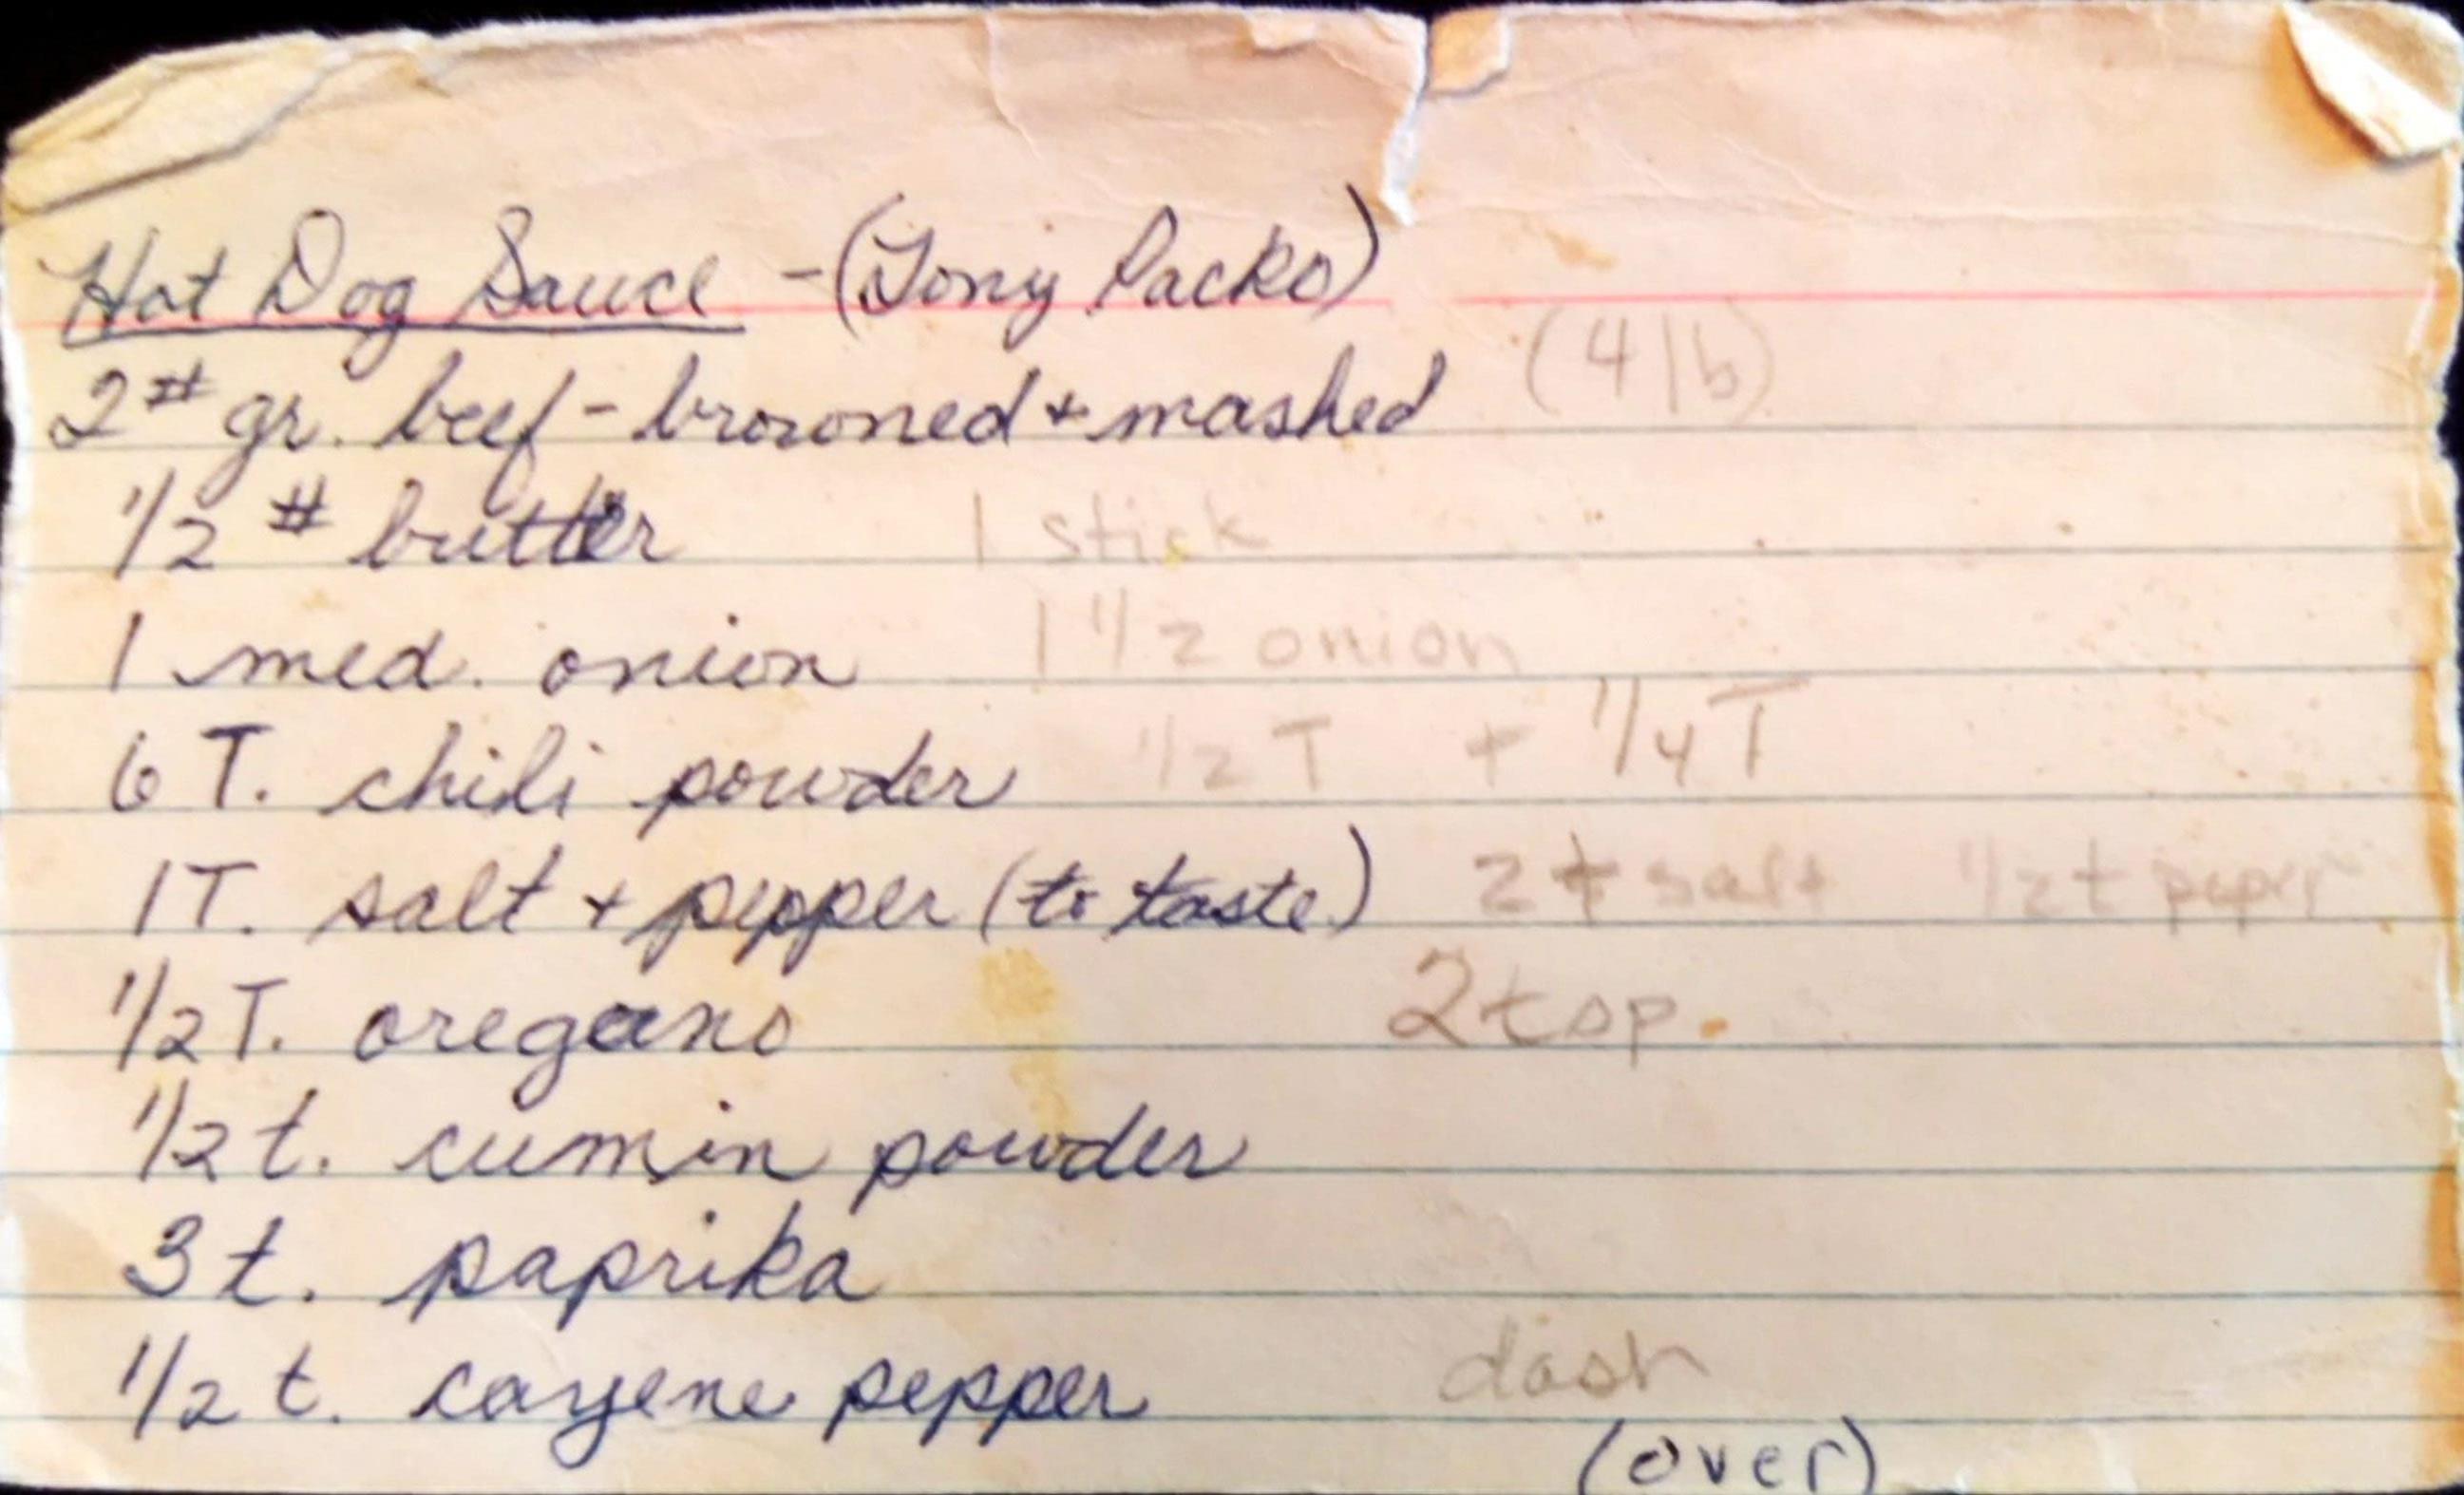 Hot Dog Sauce - (Tony Packo)
2# gr. beef - browned + mashed (4 lb)
1/2 # butter 1 stick
1 med. onion 1 1/2 onion
6 T. chili powder 1/2 T + 1/4 T
1 T. salt + pepper (to taste) 2 t salt 1/2 t peper
1/2 T. oregano 2 tsp.
1/2 t. cumin powder
3 t. paprika
1/2 t. cayene pepper dash
(over)